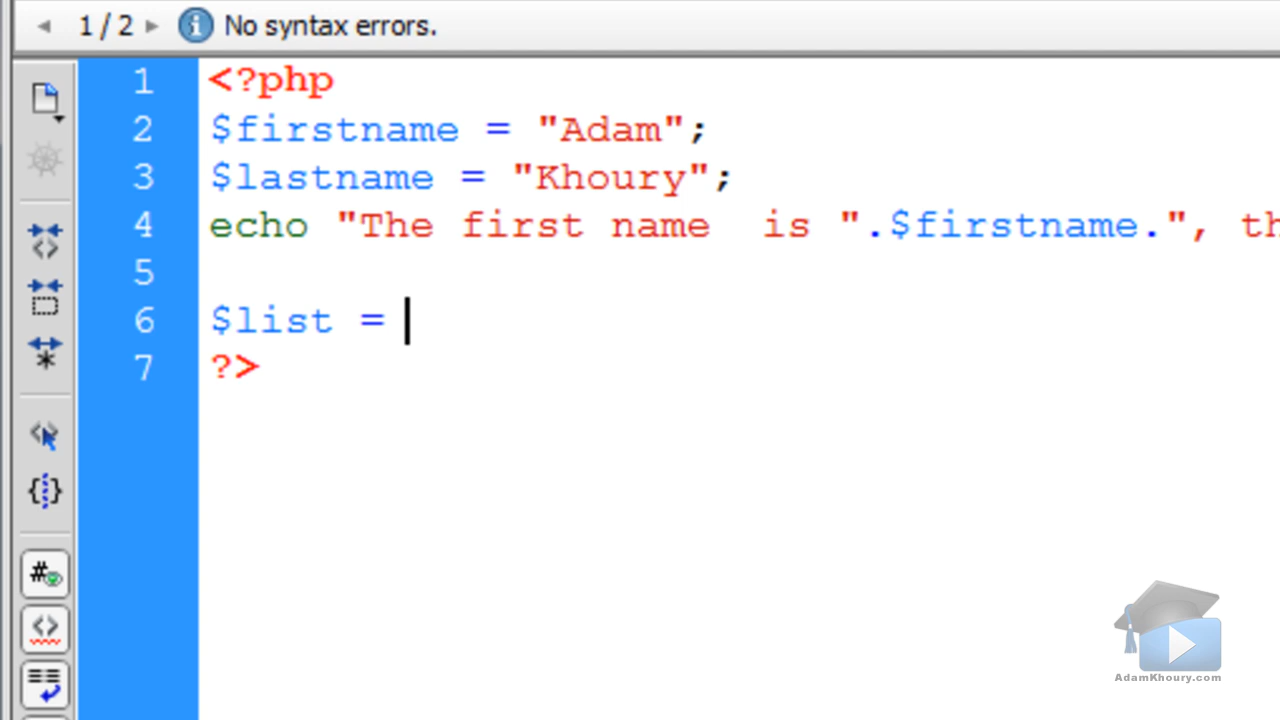 1 / 2 No syntax errors.
1 <?php
2 $firstname = "Adam";
3 $lastname = "Khoury";
4 echo "The first name  is ".$firstname.", th
5
6 $list =
7 ?>
AdamKhoury.com